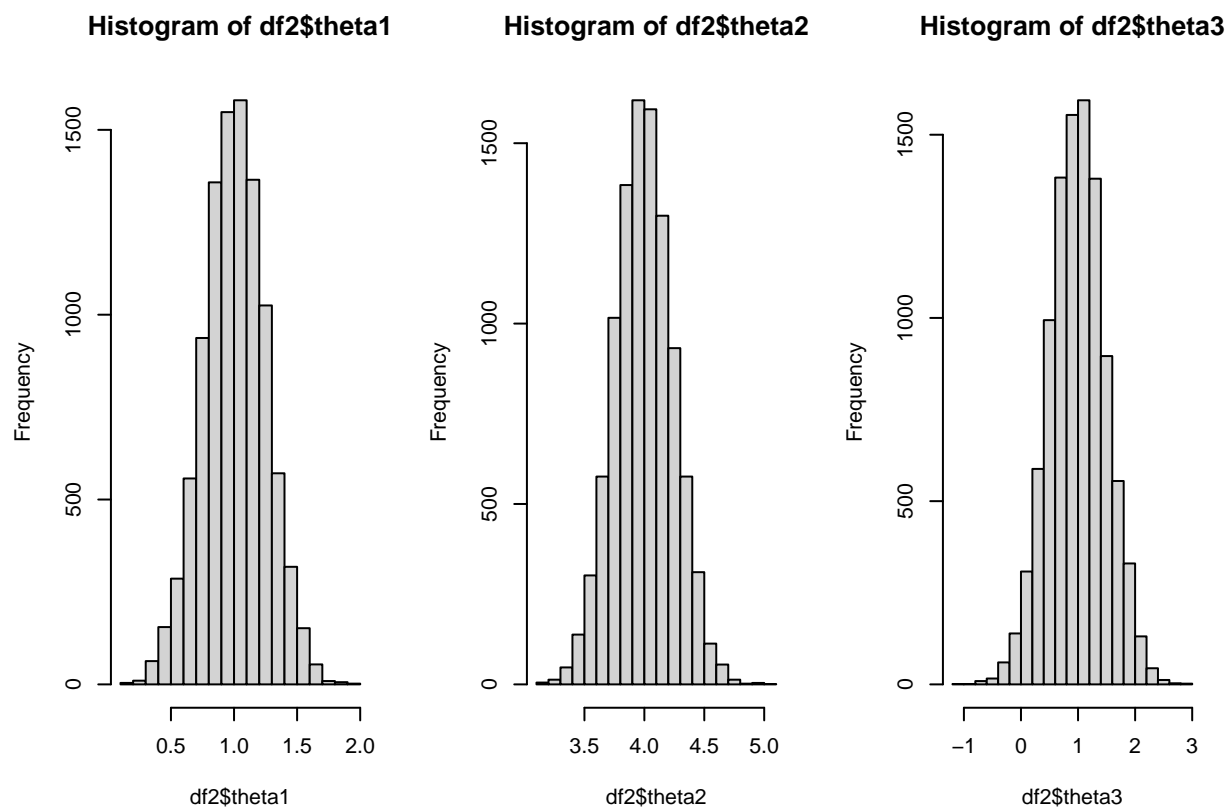 Histogram of df2$theta1
Frequency
1500
1000
500
0
0.5 1.0 1.5 2.0
df2$theta1
Histogram of df2$theta2
Frequency
1500
1000
500
0
3.5 4.0 4.5 5.0
df2$theta2
Histogram of df2$theta3
Frequency
1500
1000
500
0
−1 0 1 2 3
df2$theta3